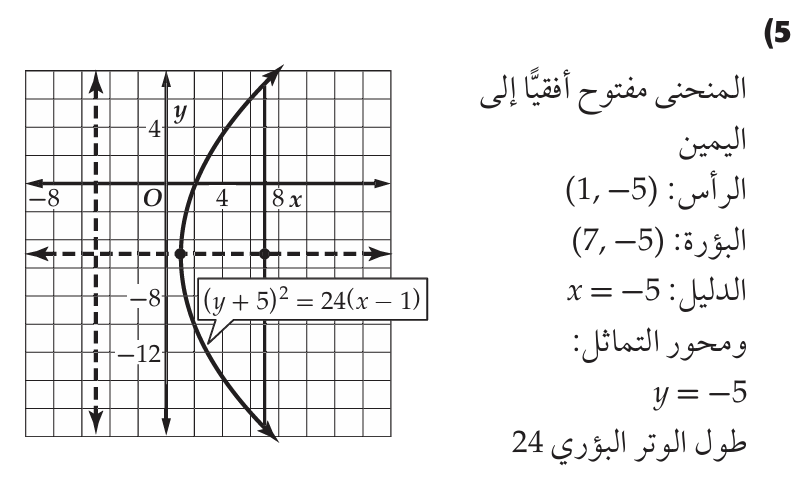 (5
المنحنى مفتوح أفقيًّا إلى
اليمين
الرأس: (1, −5)
البؤرة: (7, −5)
الدليل: x = −5
ومحور التماثل:
y = −5
طول الوتر البؤري 24
y
4
−8
O
4
8 x
−8
(y + 5)² = 24(x − 1)
−12